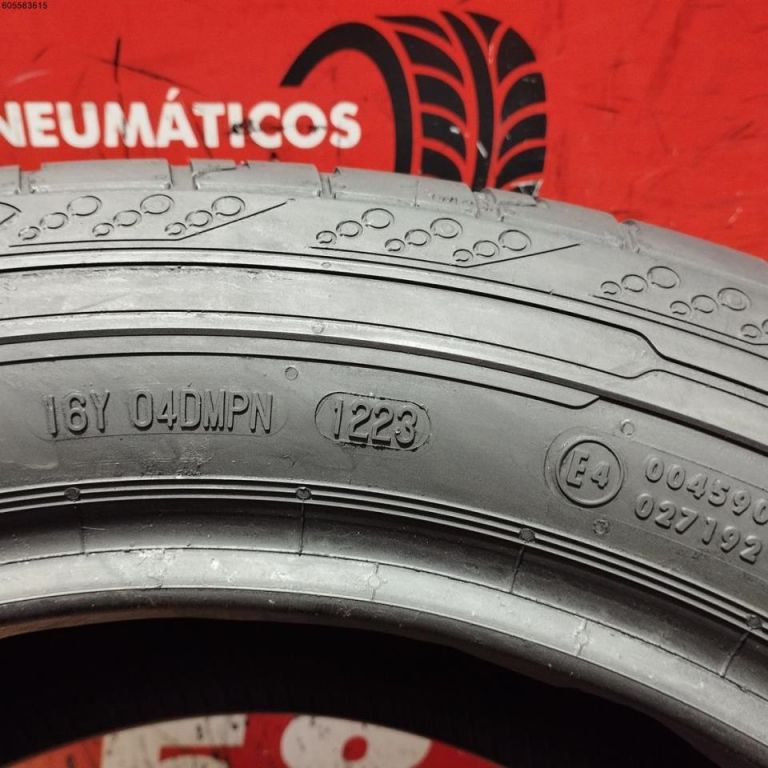 605583615
NEUMÁTICOS
16Y 04DMPN 1223
E4
004590
027192